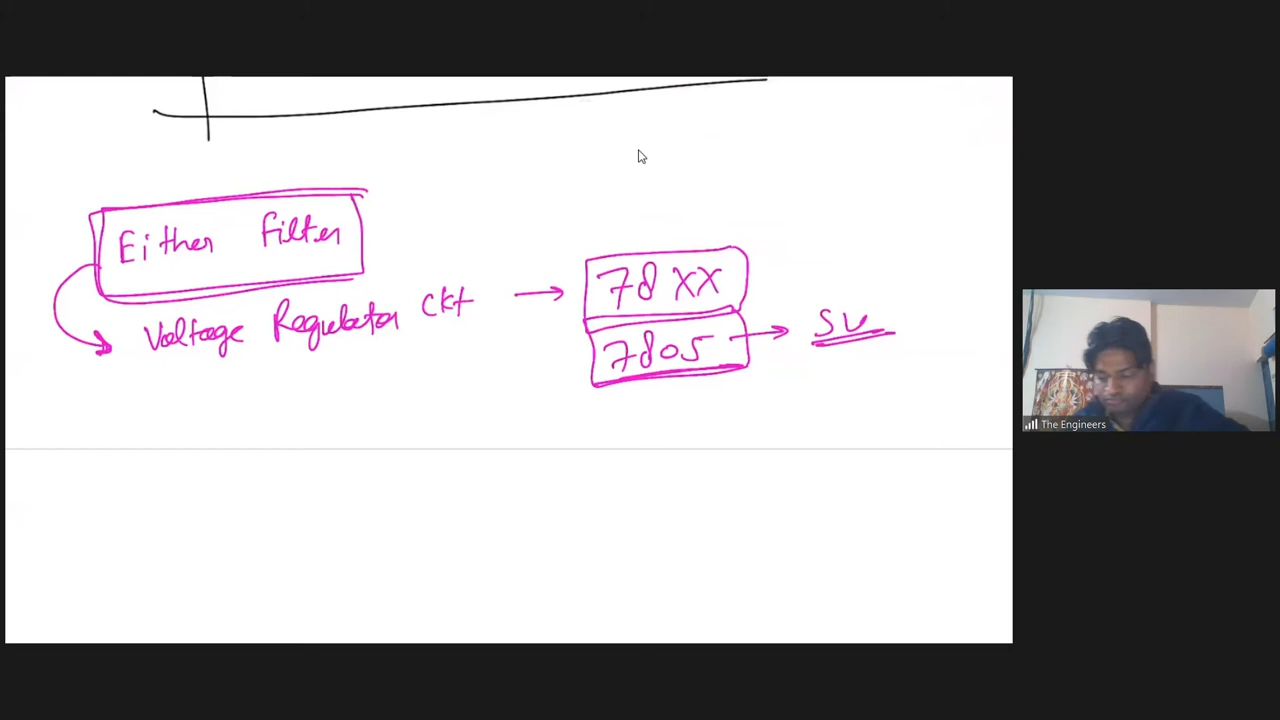 Either Filter
Voltage Regulator Ckt → 78XX
7805 → 5V
The Engineers